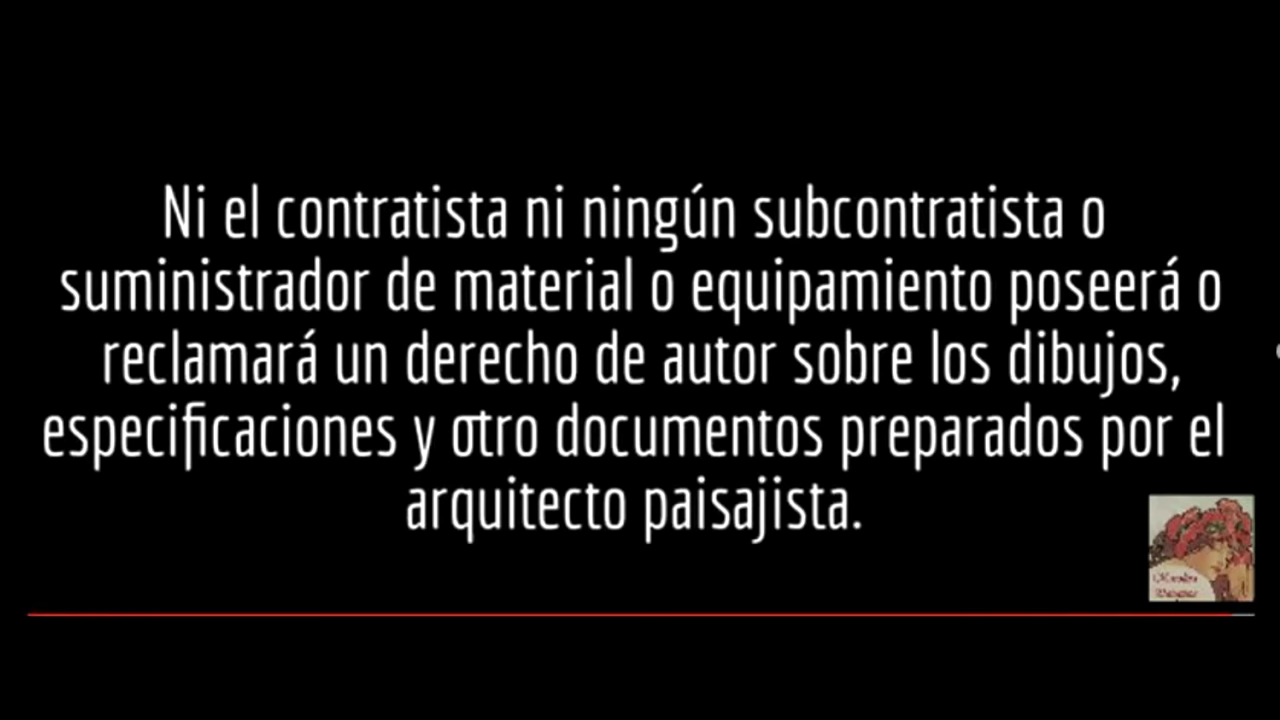 Ni el contratista ni ningún subcontratista o
suministrador de material o equipamiento poseerá o
reclamará un derecho de autor sobre los dibujos,
especificaciones y otro documentos preparados por el
arquitecto paisajista.